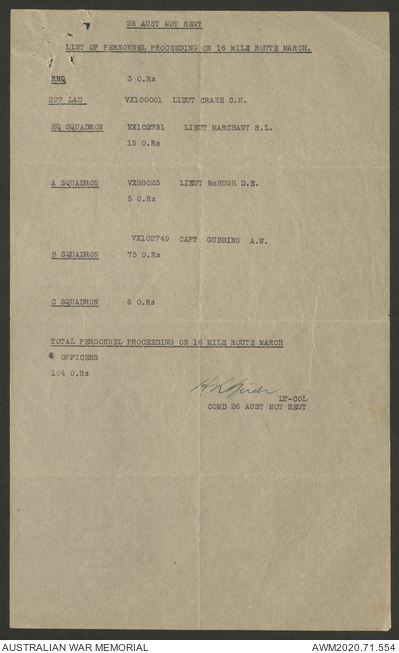 26 AUST MOT REGT
LIST OF PERSONNEL PROCEEDING ON 16 MILE ROUTE MARCH.
RHQ 3 O.Rs
227 LAD VX100001 LIEUT CRAZE C.H.
HQ SQUADRON VX102751 LIEUT MARCHANT R.L.
15 O.Rs
A SQUADRON VX88023 LIEUT McHUGH D.E.
5 O.Rs
VX102749 CAPT GUBBINS A.W.
B SQUADRON 75 O.Rs
C SQUADRON 6 O.Rs
TOTAL PERSONNEL PROCEEDING ON 16 MILE ROUTE MARCH
4 OFFICERS
104 O.Rs
LT-COL
COMD 26 AUST MOT REGT
AUSTRALIAN WAR MEMORIAL
AWM2020.71.554